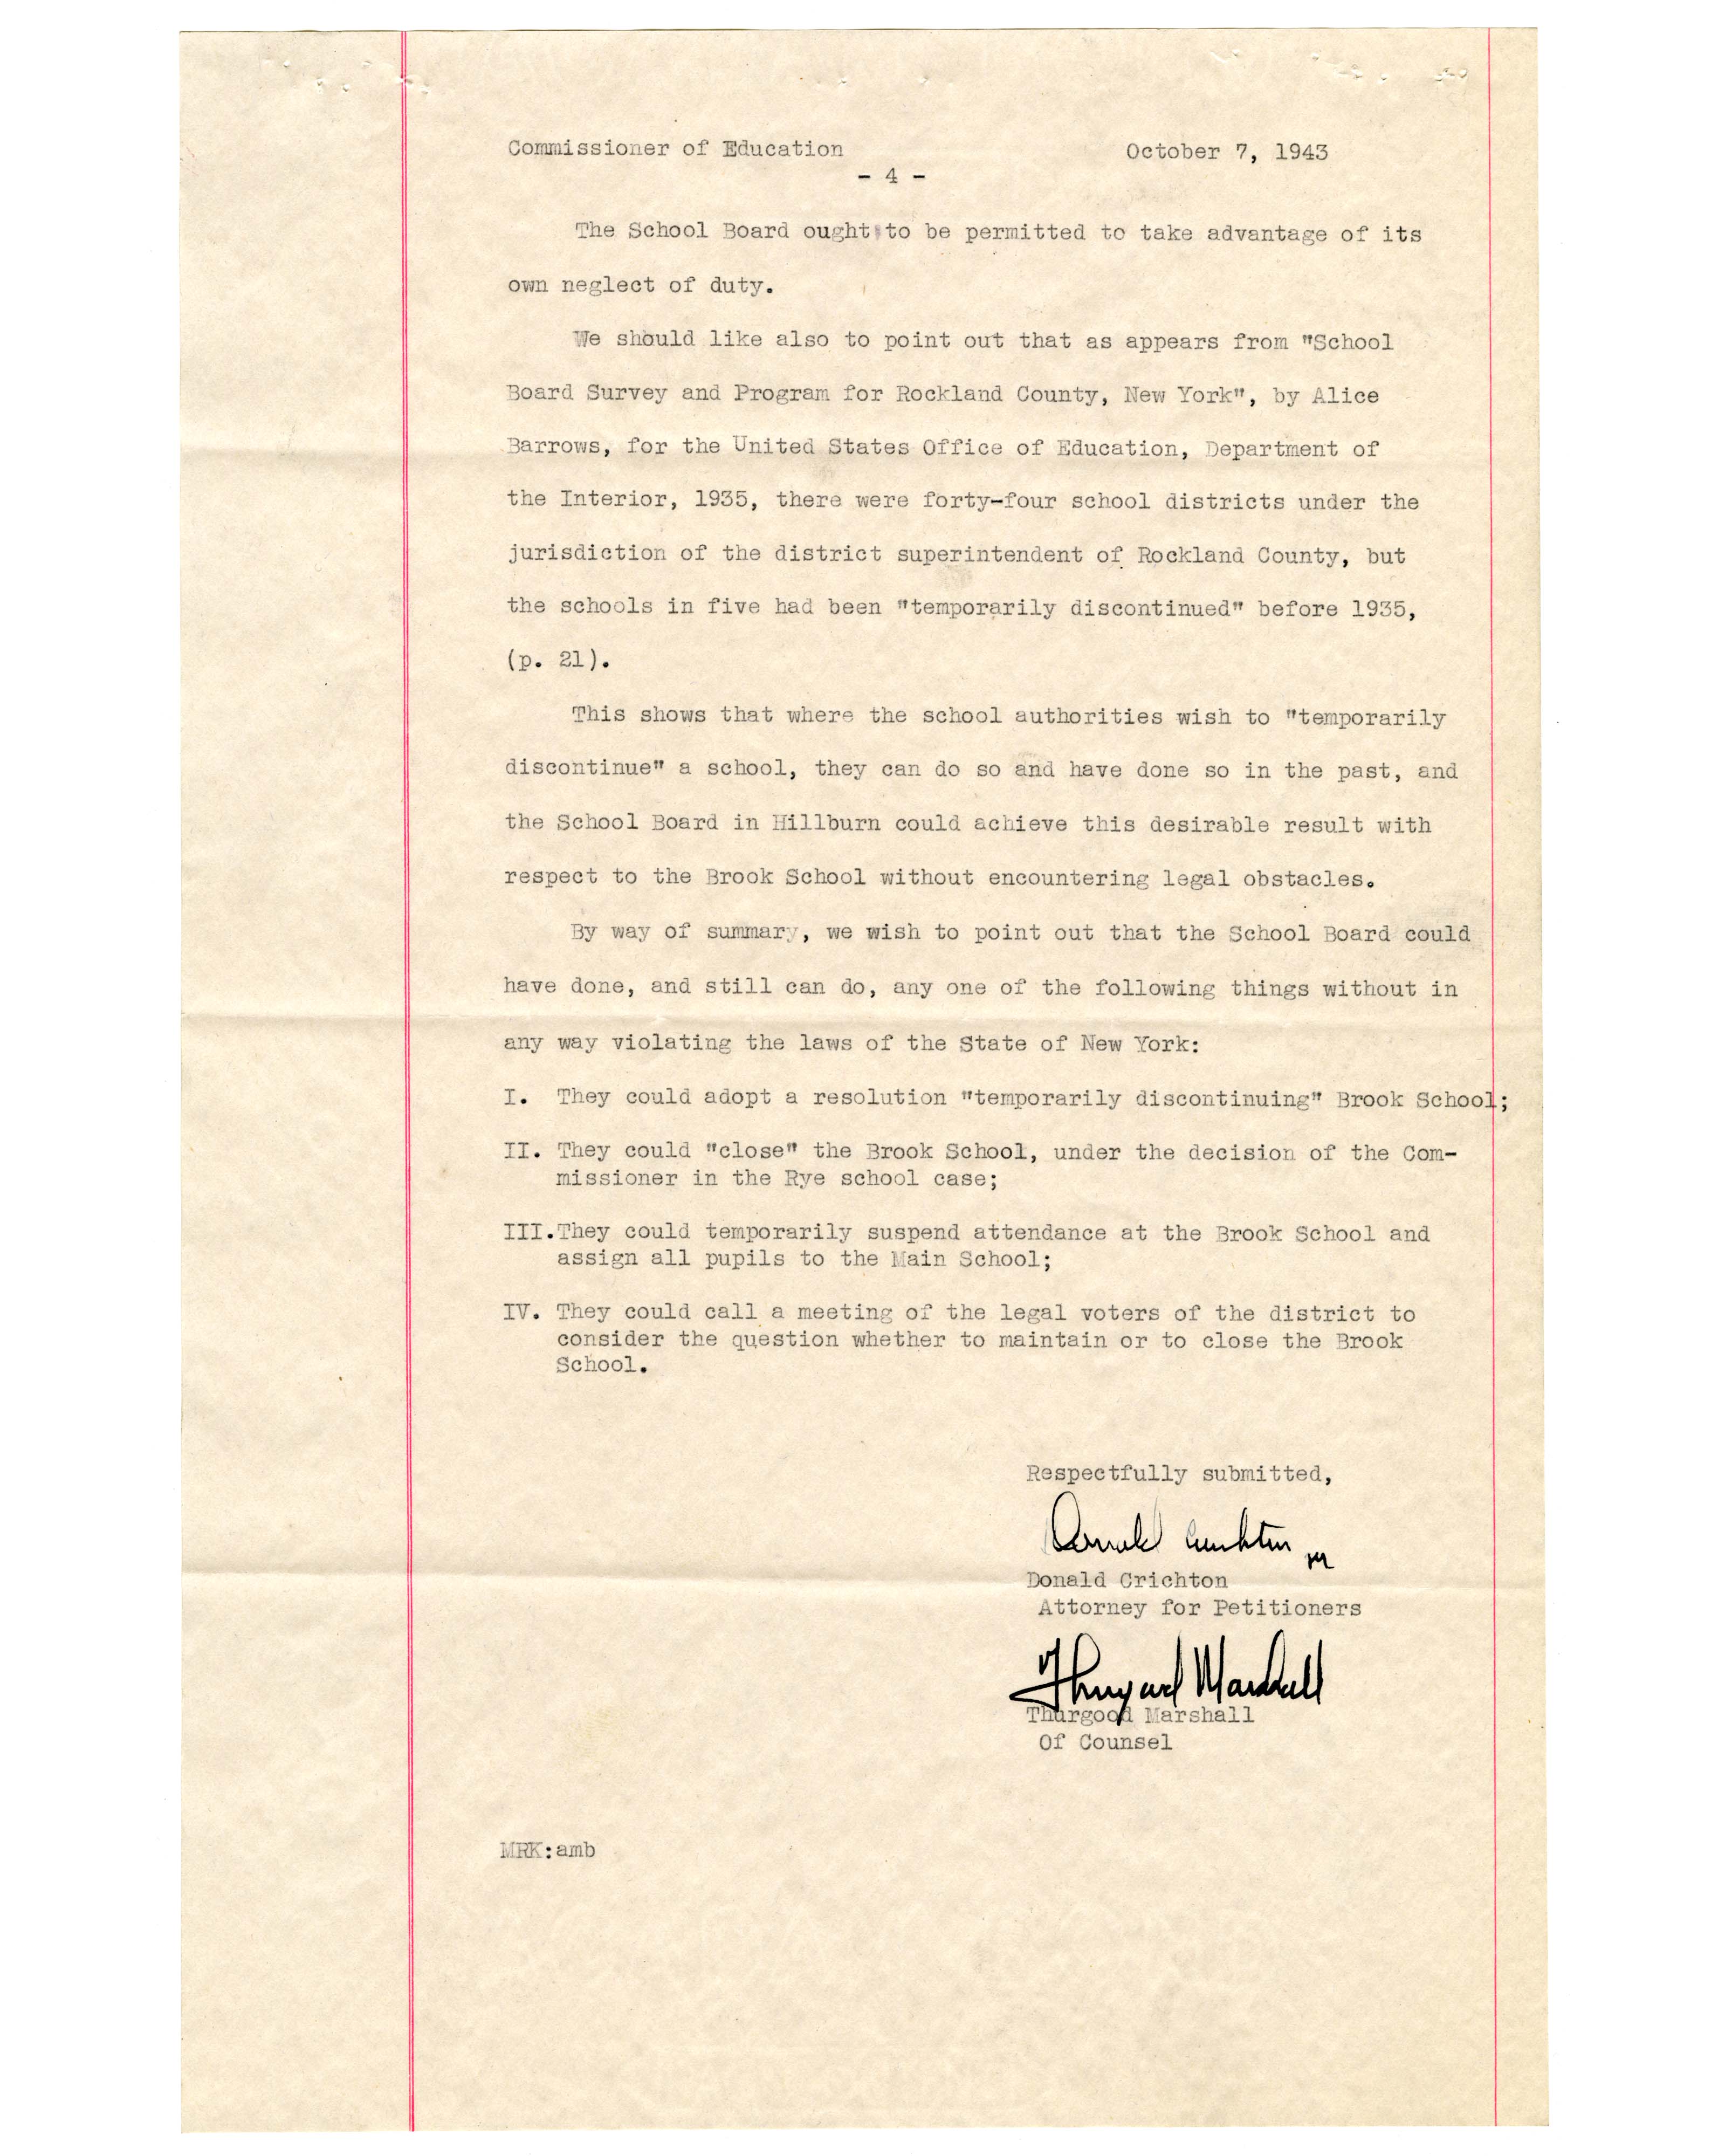 Commissioner of Education October 7, 1943
- 4 -
The School Board ought to be permitted to take advantage of its
own neglect of duty.
We should like also to point out that as appears from "School
Board Survey and Program for Rockland County, New York", by Alice
Barrows, for the United States Office of Education, Department of
the Interior, 1935, there were forty-four school districts under the
jurisdiction of the district superintendent of Rockland County, but
the schools in five had been "temporarily discontinued" before 1935,
(p. 21).
This shows that where the school authorities wish to "temporarily
discontinue" a school, they can do so and have done so in the past, and
the School Board in Hillburn could achieve this desirable result with
respect to the Brook School without encountering legal obstacles.
By way of summary, we wish to point out that the School Board could
have done, and still can do, any one of the following things without in
any way violating the laws of the State of New York:
I. They could adopt a resolution "temporarily discontinuing" Brook School;
II. They could "close" the Brook School, under the decision of the Com-
missioner in the Rye school case;
III.They could temporarily suspend attendance at the Brook School and
assign all pupils to the Main School;
IV. They could call a meeting of the legal voters of the district to
consider the question whether to maintain or to close the Brook
School.
Respectfully submitted,
Donald Crichton
Donald Crichton
Attorney for Petitioners
Thurgood Marshall
Thurgood Marshall
Of Counsel
MRK:amb